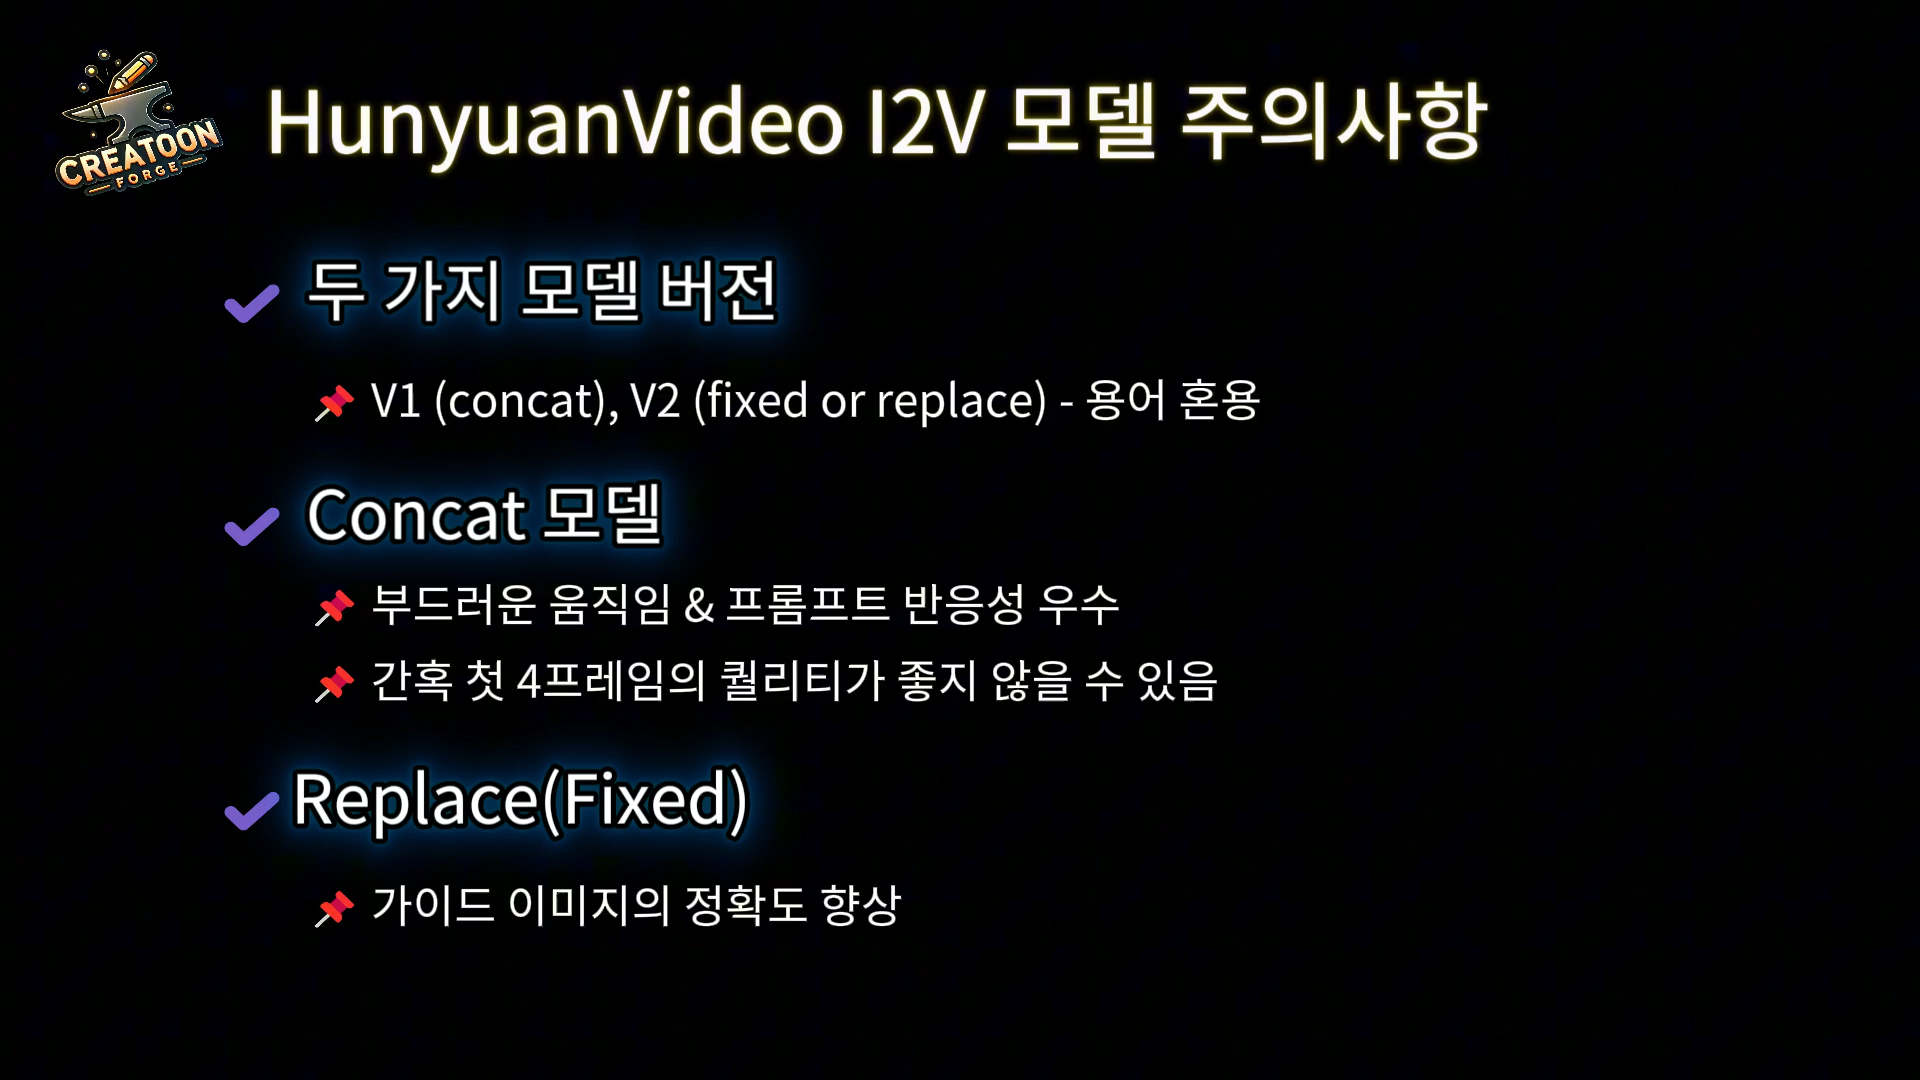 CREATOON
FORGE
HunyuanVideo I2V 모델 주의사항
두 가지 모델 버전
V1 (concat), V2 (fixed or replace) - 용어 혼용
Concat 모델
부드러운 움직임 & 프롬프트 반응성 우수
간혹 첫 4프레임의 퀄리티가 좋지 않을 수 있음
Replace(Fixed)
가이드 이미지의 정확도 향상